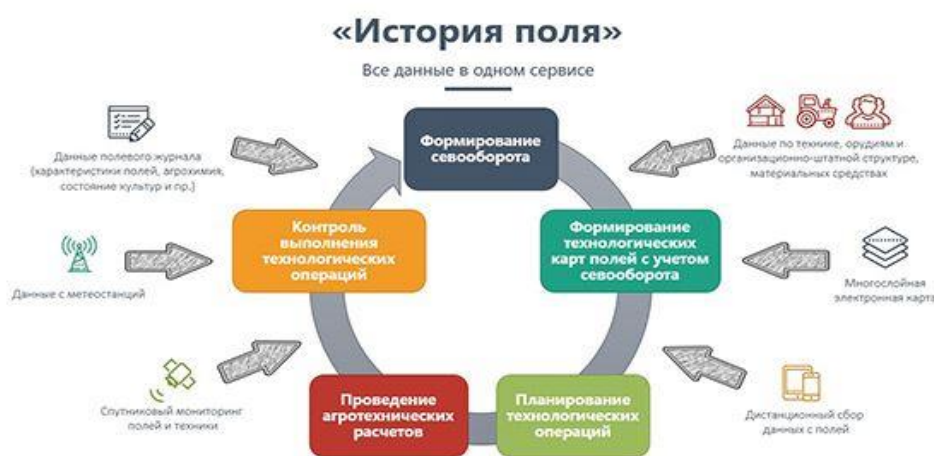 «История поля»
Все данные в одном сервисе
Формирование
севооборота
Данные полевого журнала
(характеристики полей, агрохимия,
состояние культур и пр.)
Данные по технике, орудиям и
организационно-штатной структуре,
материальных средствах
Контроль
выполнения
технологических
операций
Формирование
технологических
карт полей с учетом
севооборота
Данные с метеостанций
Многослойная
электронная карта
Спутниковый мониторинг
полей и техники
Проведение
агротехнических
расчетов
Планирование
технологических
операций
Дистанционный сбор
данных с полей